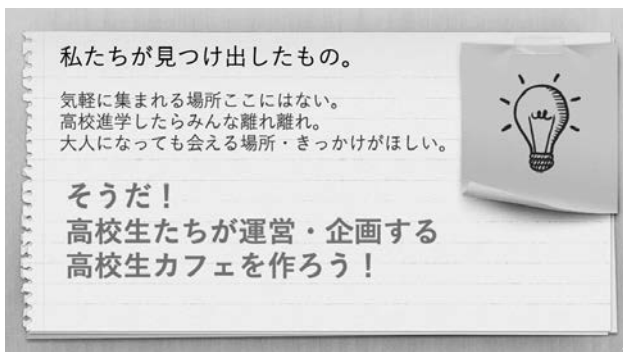 私たちが見つけ出したもの。
気軽に集まれる場所ここにはない。
高校進学したらみんな離れ離れ。
大人になっても会える場所・きっかけがほしい。
そうだ！
高校生たちが運営・企画する
高校生カフェを作ろう！